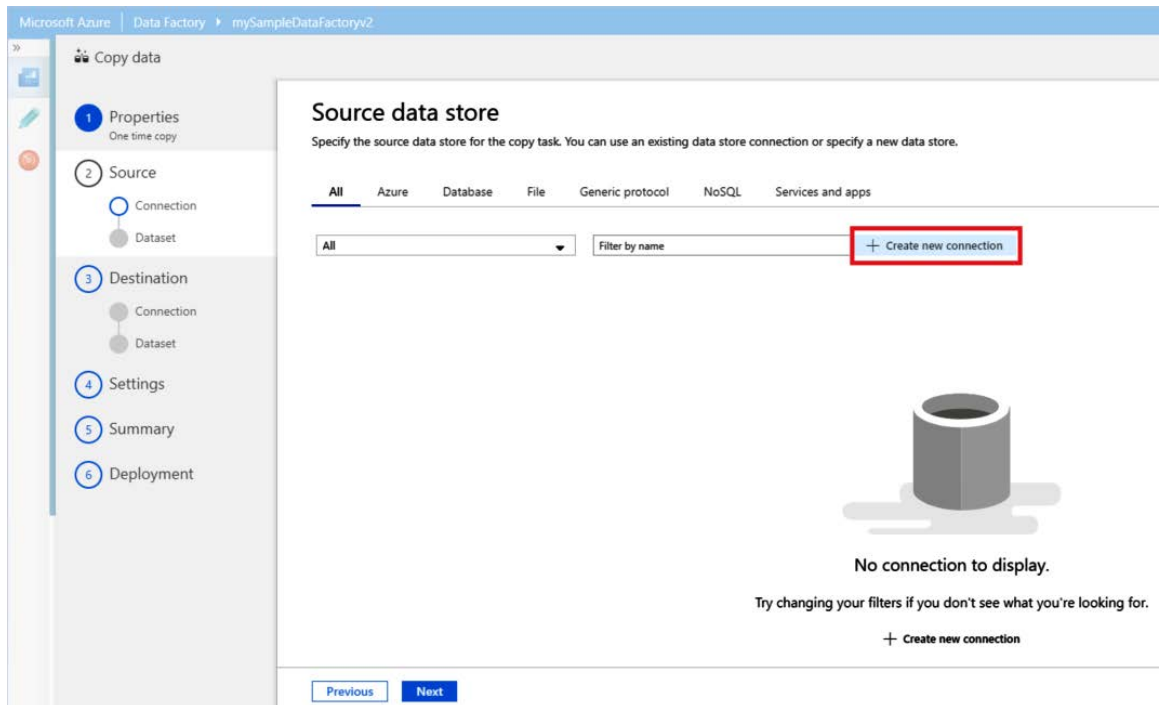 Microsoft Azure | Data Factory ▸ mySampleDataFactoryv2
»
Copy data
1 Properties
One time copy
2 Source
Connection
Dataset
3 Destination
Connection
Dataset
4 Settings
5 Summary
6 Deployment
Source data store
Specify the source data store for the copy task. You can use an existing data store connection or specify a new data store.
All Azure Database File Generic protocol NoSQL Services and apps
All Filter by name + Create new connection
No connection to display.
Try changing your filters if you don't see what you're looking for.
+ Create new connection
Previous Next